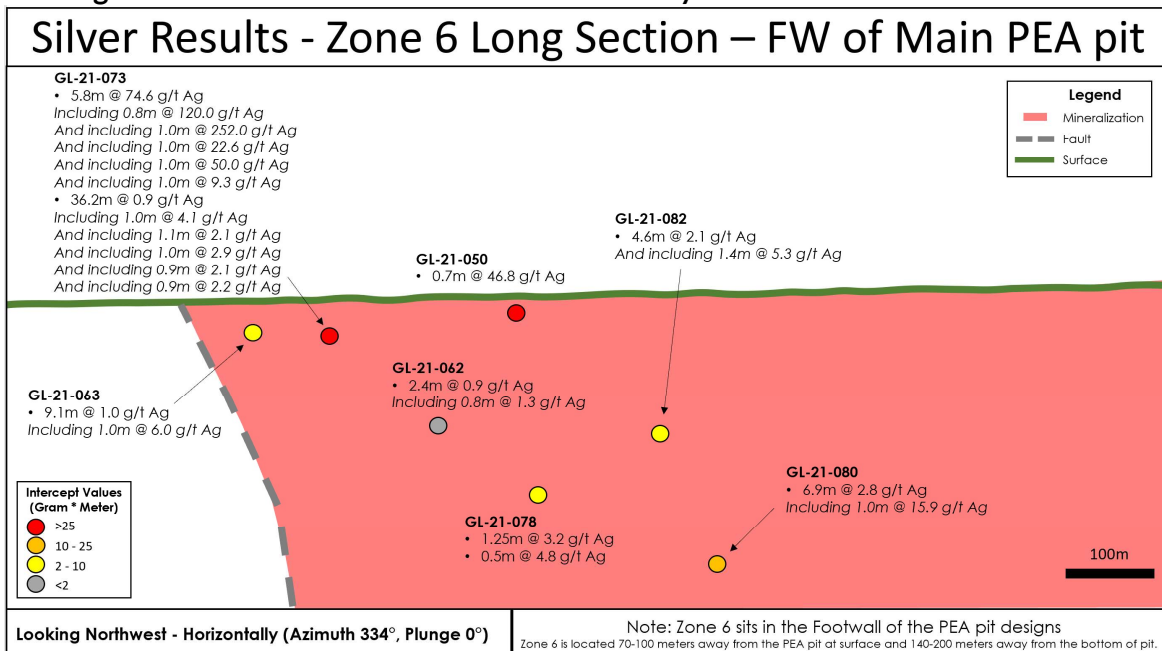 Silver Results - Zone 6 Long Section – FW of Main PEA pit
GL-21-073
• 5.8m @ 74.6 g/t Ag
Including 0.8m @ 120.0 g/t Ag
And including 1.0m @ 252.0 g/t Ag
And including 1.0m @ 22.6 g/t Ag
And including 1.0m @ 50.0 g/t Ag
And including 1.0m @ 9.3 g/t Ag
• 36.2m @ 0.9 g/t Ag
Including 1.0m @ 4.1 g/t Ag
And including 1.1m @ 2.1 g/t Ag
And including 1.0m @ 2.9 g/t Ag
And including 0.9m @ 2.1 g/t Ag
And including 0.9m @ 2.2 g/t Ag
Legend
Mineralization
Fault
Surface
GL-21-082
• 4.6m @ 2.1 g/t Ag
And including 1.4m @ 5.3 g/t Ag
GL-21-050
• 0.7m @ 46.8 g/t Ag
GL-21-062
• 2.4m @ 0.9 g/t Ag
Including 0.8m @ 1.3 g/t Ag
GL-21-063
• 9.1m @ 1.0 g/t Ag
Including 1.0m @ 6.0 g/t Ag
GL-21-080
• 6.9m @ 2.8 g/t Ag
Including 1.0m @ 15.9 g/t Ag
GL-21-078
• 1.25m @ 3.2 g/t Ag
• 0.5m @ 4.8 g/t Ag
Intercept Values
(Gram * Meter)
>25
10 - 25
2 - 10
<2
100m
Looking Northwest - Horizontally (Azimuth 334°, Plunge 0°)
Note: Zone 6 sits in the Footwall of the PEA pit designs
Zone 6 is located 70-100 meters away from the PEA pit at surface and 140-200 meters away from the bottom of pit.